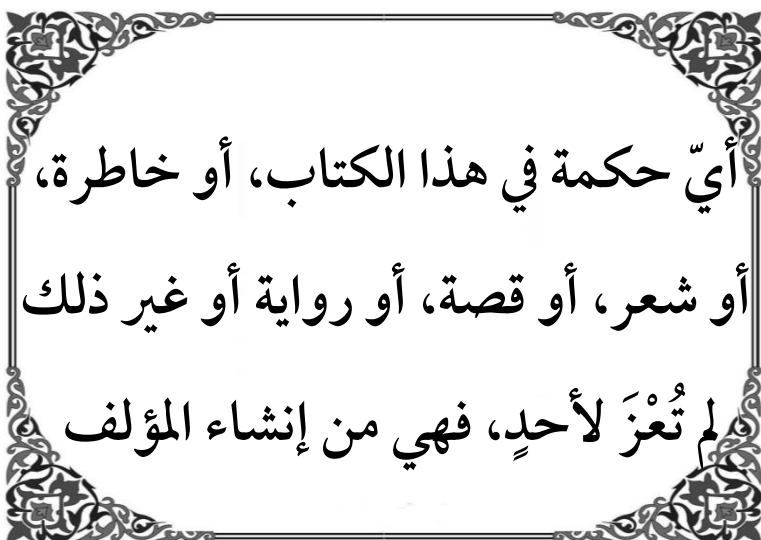 أيّ حكمة في هذا الكتاب، أو خاطرة،
أو شعر، أو قصة، أو رواية أو غير ذلك
لم تُعْزَ لأحدٍ، فهي من إنشاء المؤلف